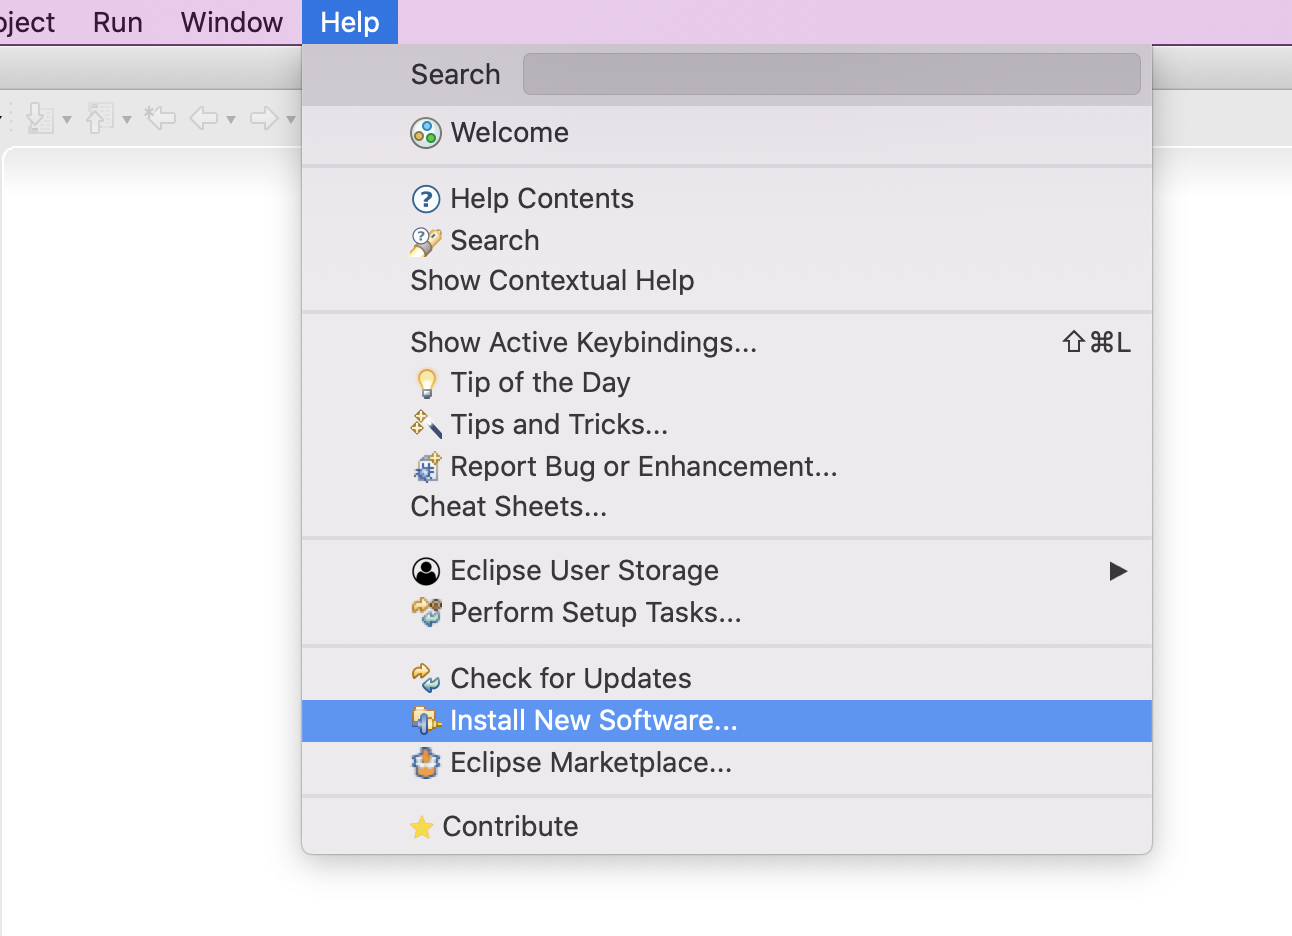 oject Run Window Help
Search
Welcome
Help Contents
Search
Show Contextual Help
Show Active Keybindings... ⇧⌘L
Tip of the Day
Tips and Tricks...
Report Bug or Enhancement...
Cheat Sheets...
Eclipse User Storage
Perform Setup Tasks...
Check for Updates
Install New Software...
Eclipse Marketplace...
Contribute